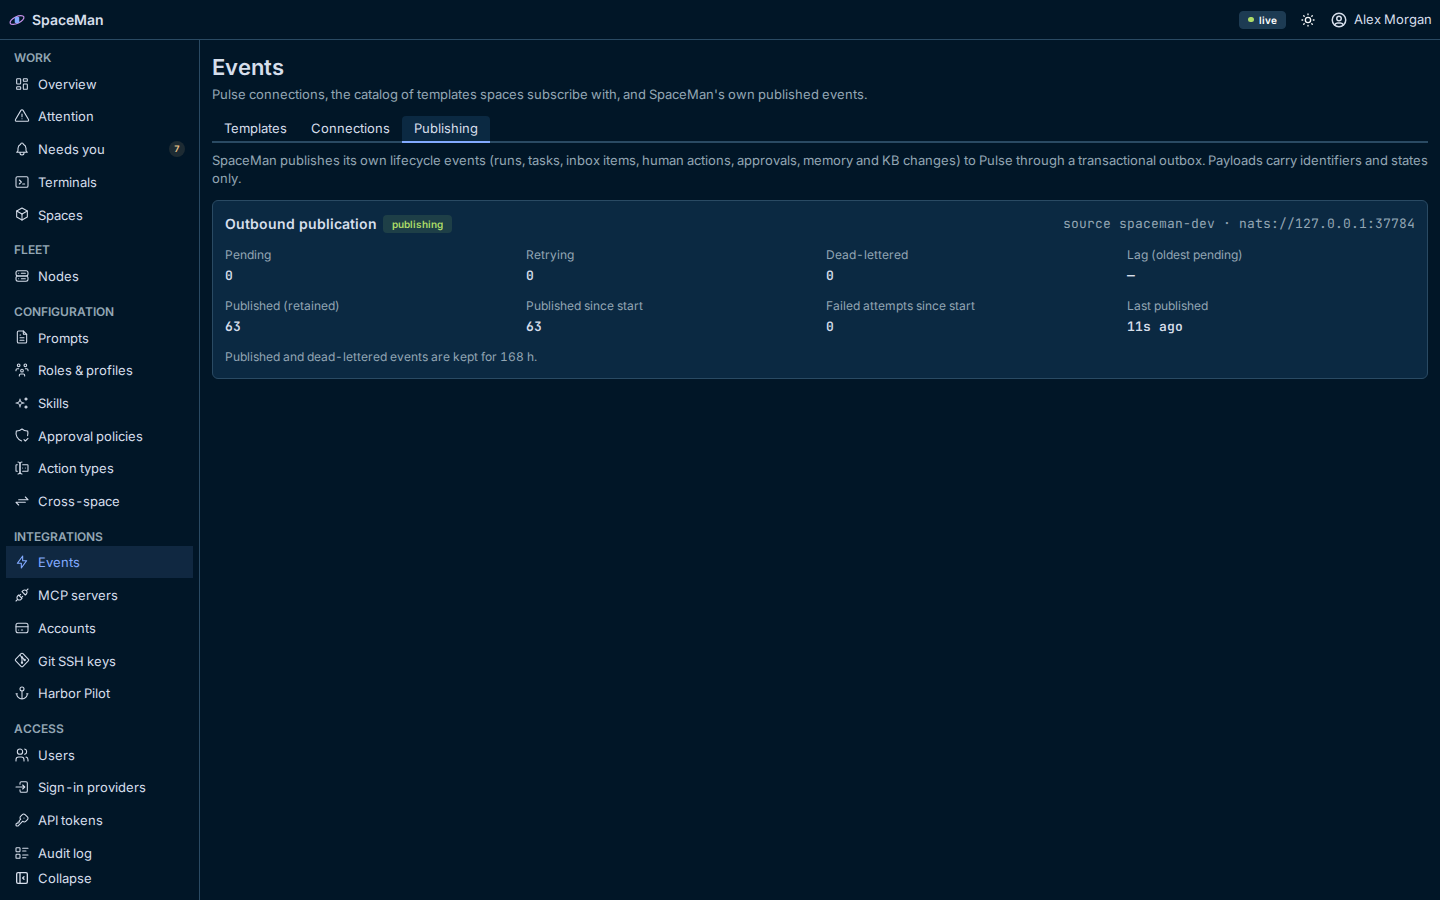 SpaceMan
live
Alex Morgan
WORK
Overview
Attention
Needs you
7
Terminals
Spaces
FLEET
Nodes
CONFIGURATION
Prompts
Roles & profiles
Skills
Approval policies
Action types
Cross-space
INTEGRATIONS
Events
MCP servers
Accounts
Git SSH keys
Harbor Pilot
ACCESS
Users
Sign-in providers
API tokens
Audit log
Collapse
Events
Pulse connections, the catalog of templates spaces subscribe with, and SpaceMan's own published events.
Templates Connections Publishing
SpaceMan publishes its own lifecycle events (runs, tasks, inbox items, human actions, approvals, memory and KB changes) to Pulse through a transactional outbox. Payloads carry identifiers and states
only.
Outbound publication publishing source spaceman-dev · nats://127.0.0.1:37784
Pending Retrying Dead-lettered Lag (oldest pending)
0 0 0 —
Published (retained) Published since start Failed attempts since start Last published
63 63 0 11s ago
Published and dead-lettered events are kept for 168 h.